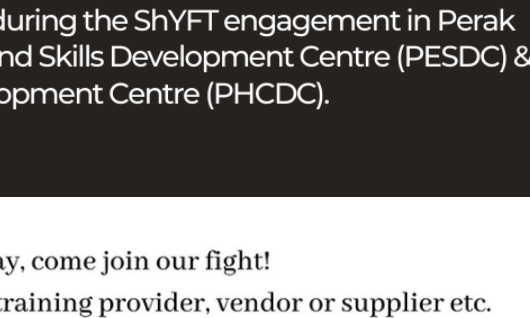 during the ShYFT engagement in Perak
nd Skills Development Centre (PESDC) &
opment Centre (PHCDC).
ay, come join our fight!
training provider, vendor or supplier etc.